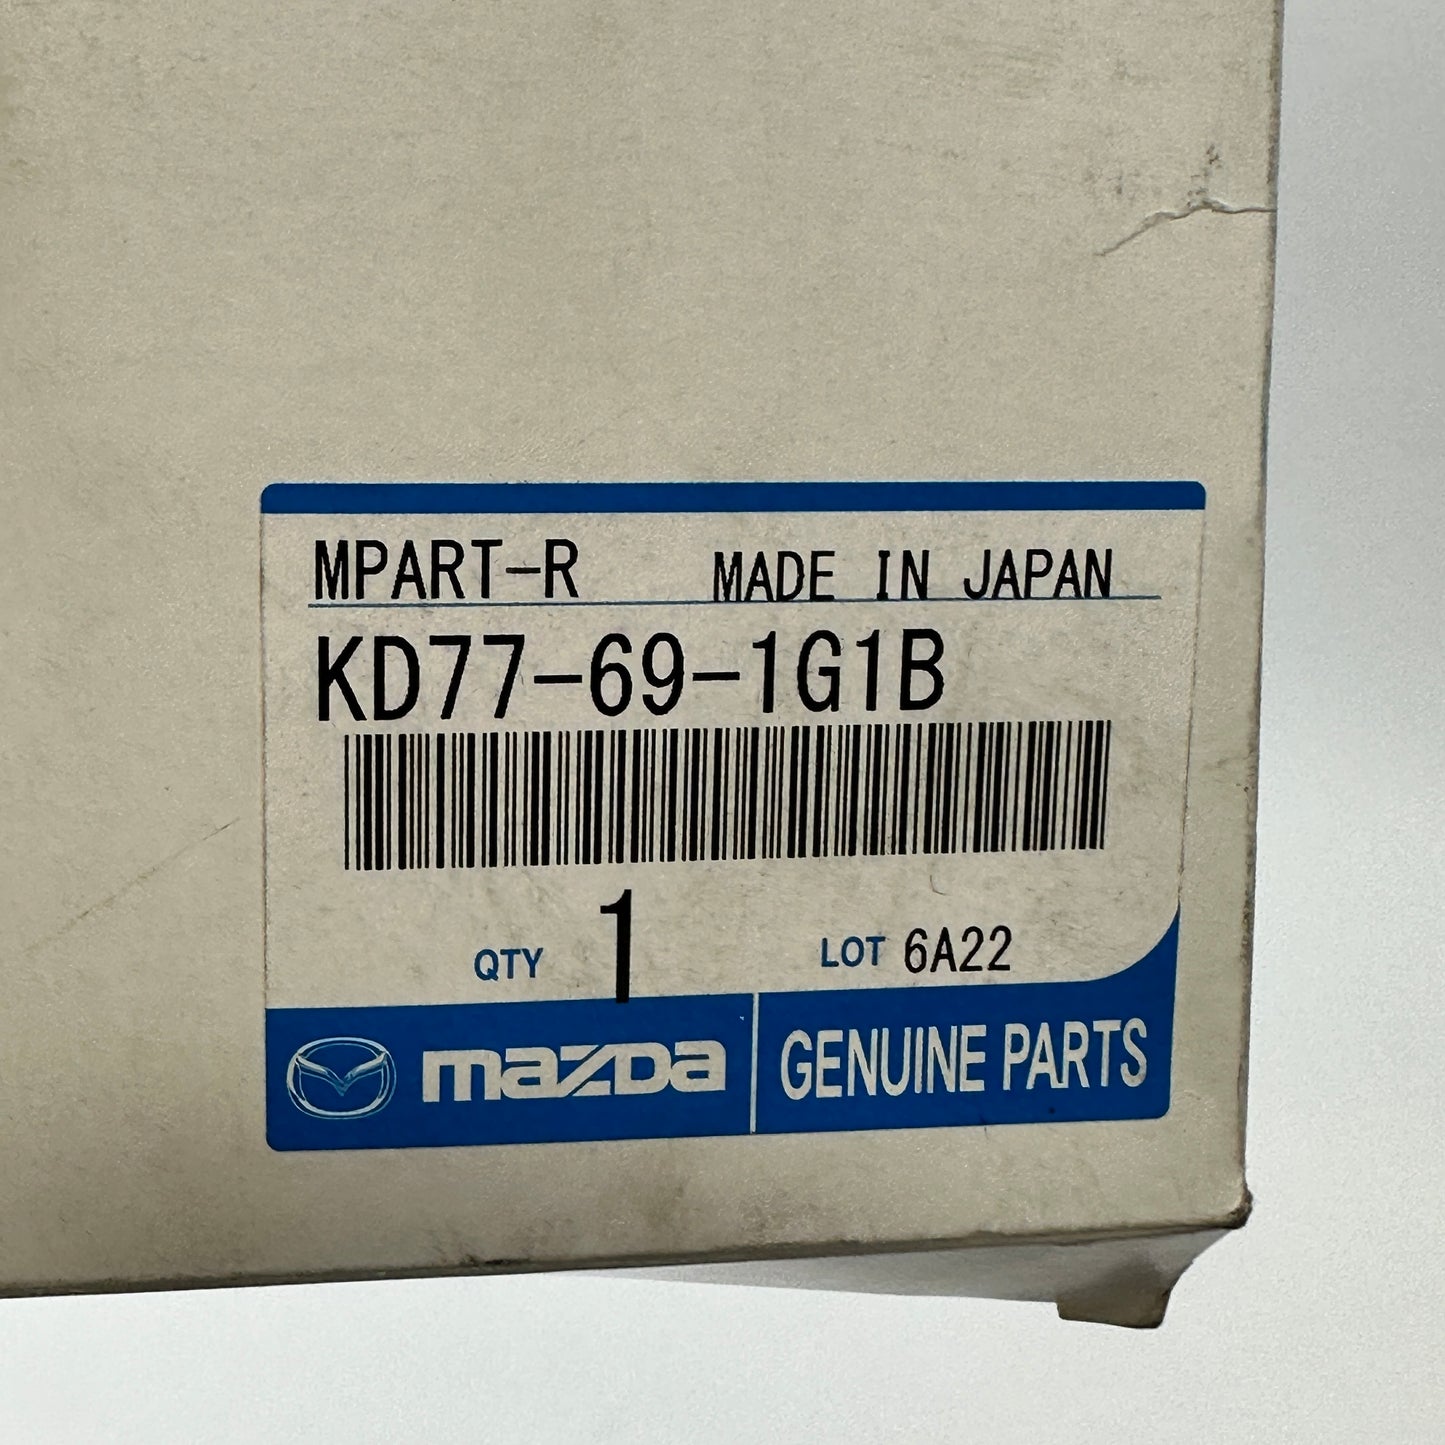 MPART-R MADE IN JAPAN
KD77-69-1G1B
QTY 1 LOT 6A22
mazda GENUINE PARTS